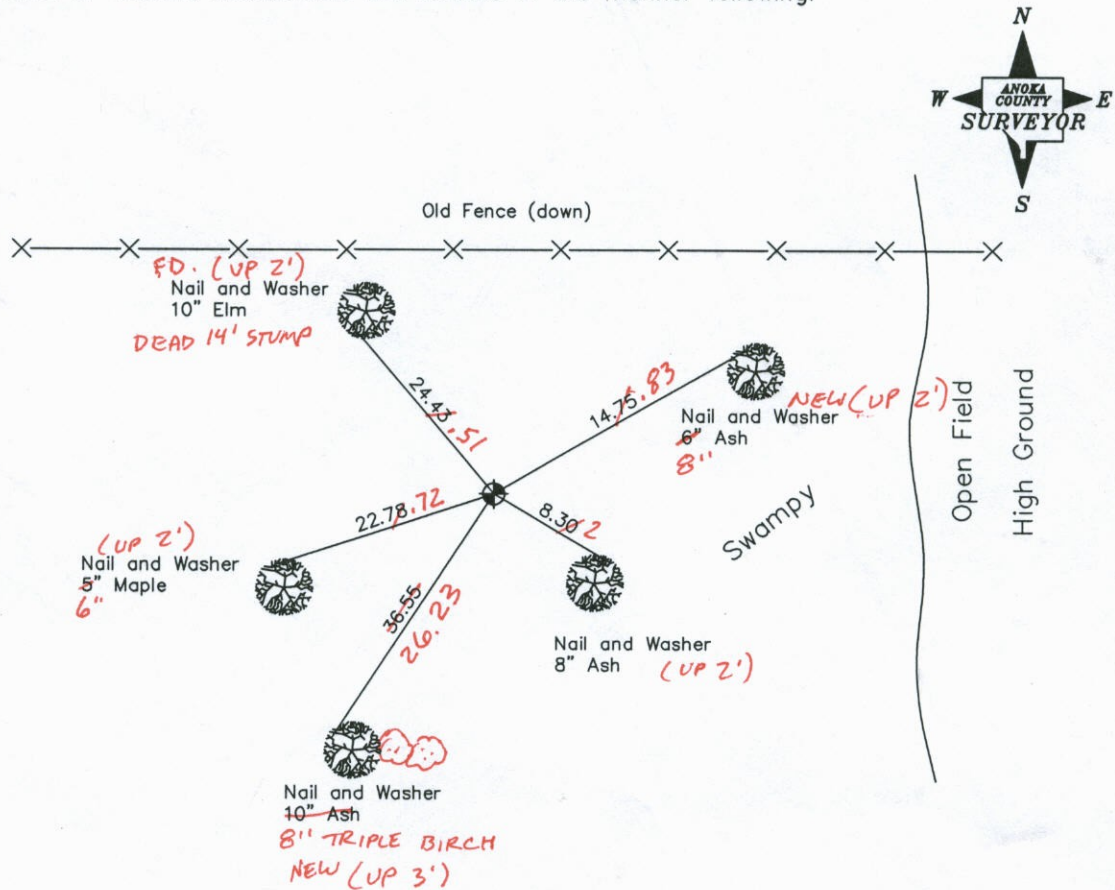 N
W
ANOKA
COUNTY
E
SURVEYOR
S
Old Fence (down)
FD. (UP 2')
Nail and Washer
10" Elm
DEAD 14' STUMP
24.43
.51
14.75
.83
Nail and Washer
NEW (UP 2')
6" Ash
8"
22.78
.72
8.30
2
Swampy
Open Field
High Ground
(UP 2')
Nail and Washer
5" Maple
6"
36.55
26.23
Nail and Washer
8" Ash (UP 2')
Nail and Washer
10" Ash
8" TRIPLE BIRCH
NEW (UP 3')